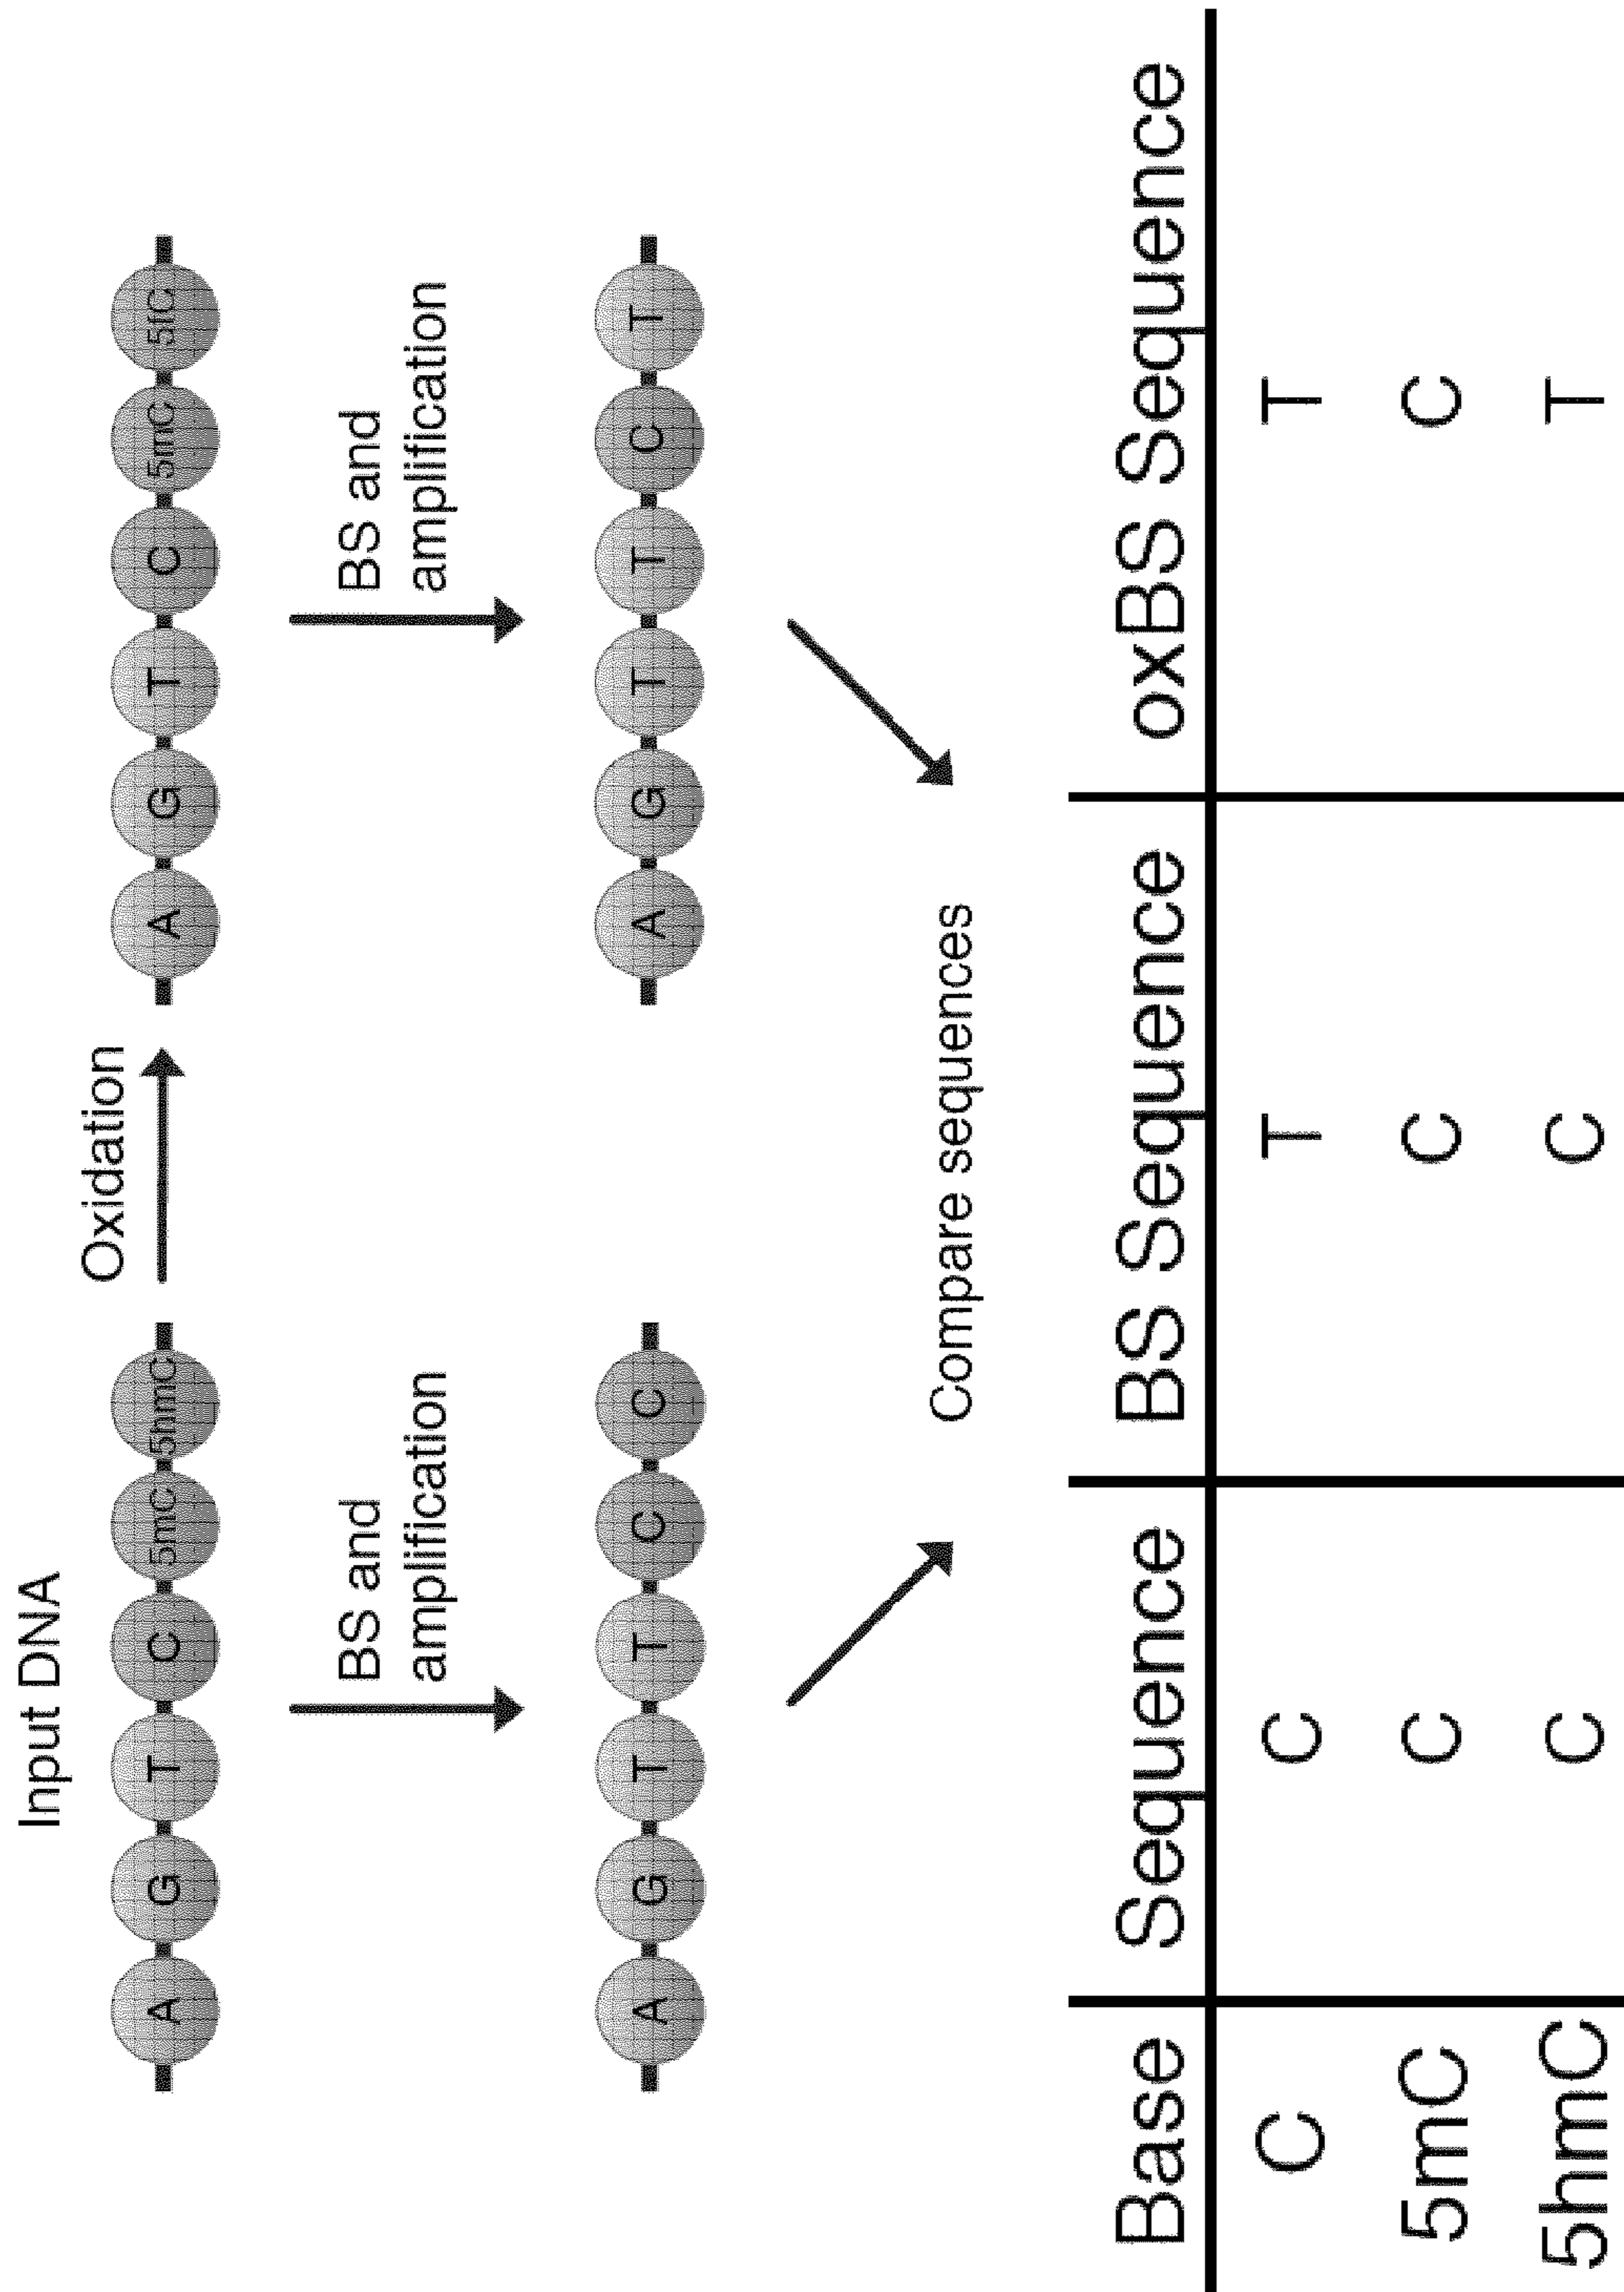 Input DNA
Oxidation
A G T C 5mC 5hmC
A G T C 5mC 5fC
BS and
amplification
BS and
amplification
A G T T C C
A G T T C T
Compare sequences
Base Sequence BS Sequence oxBS Sequence
C C T T
5mC C C C
5hmC C C T